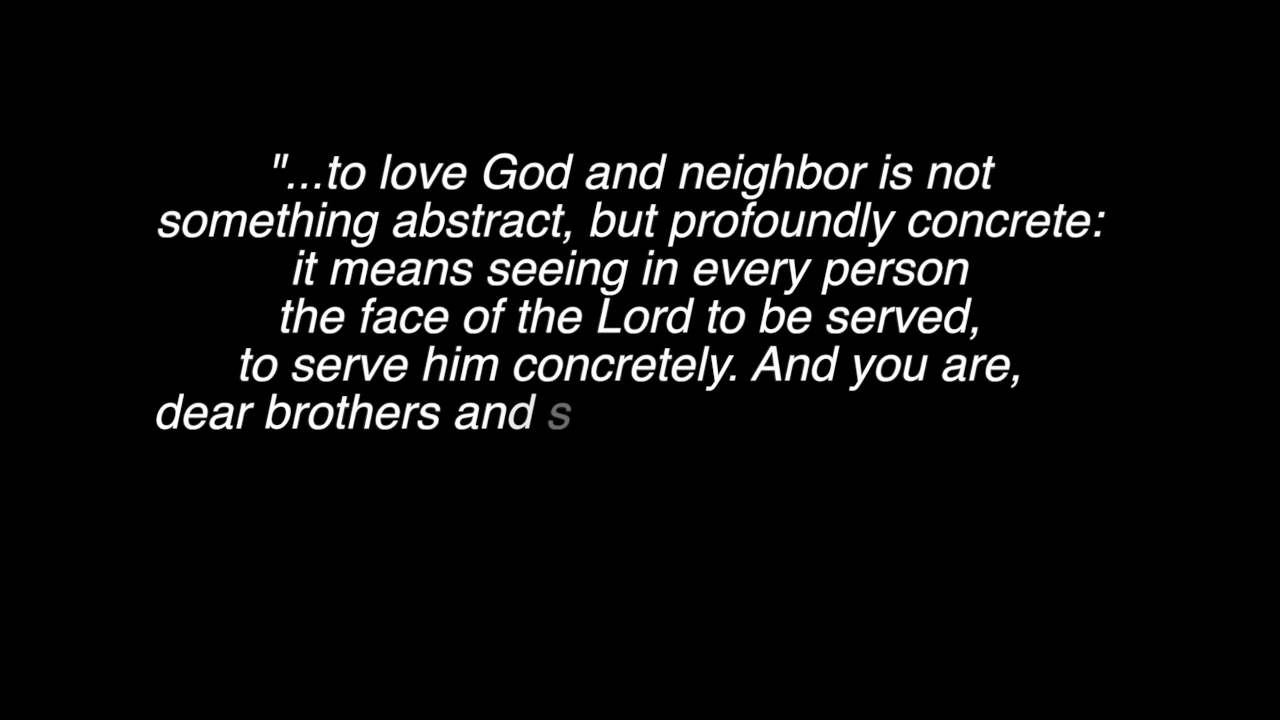 "...to love God and neighbor is not
something abstract, but profoundly concrete:
it means seeing in every person
the face of the Lord to be served,
to serve him concretely. And you are,
dear brothers and s